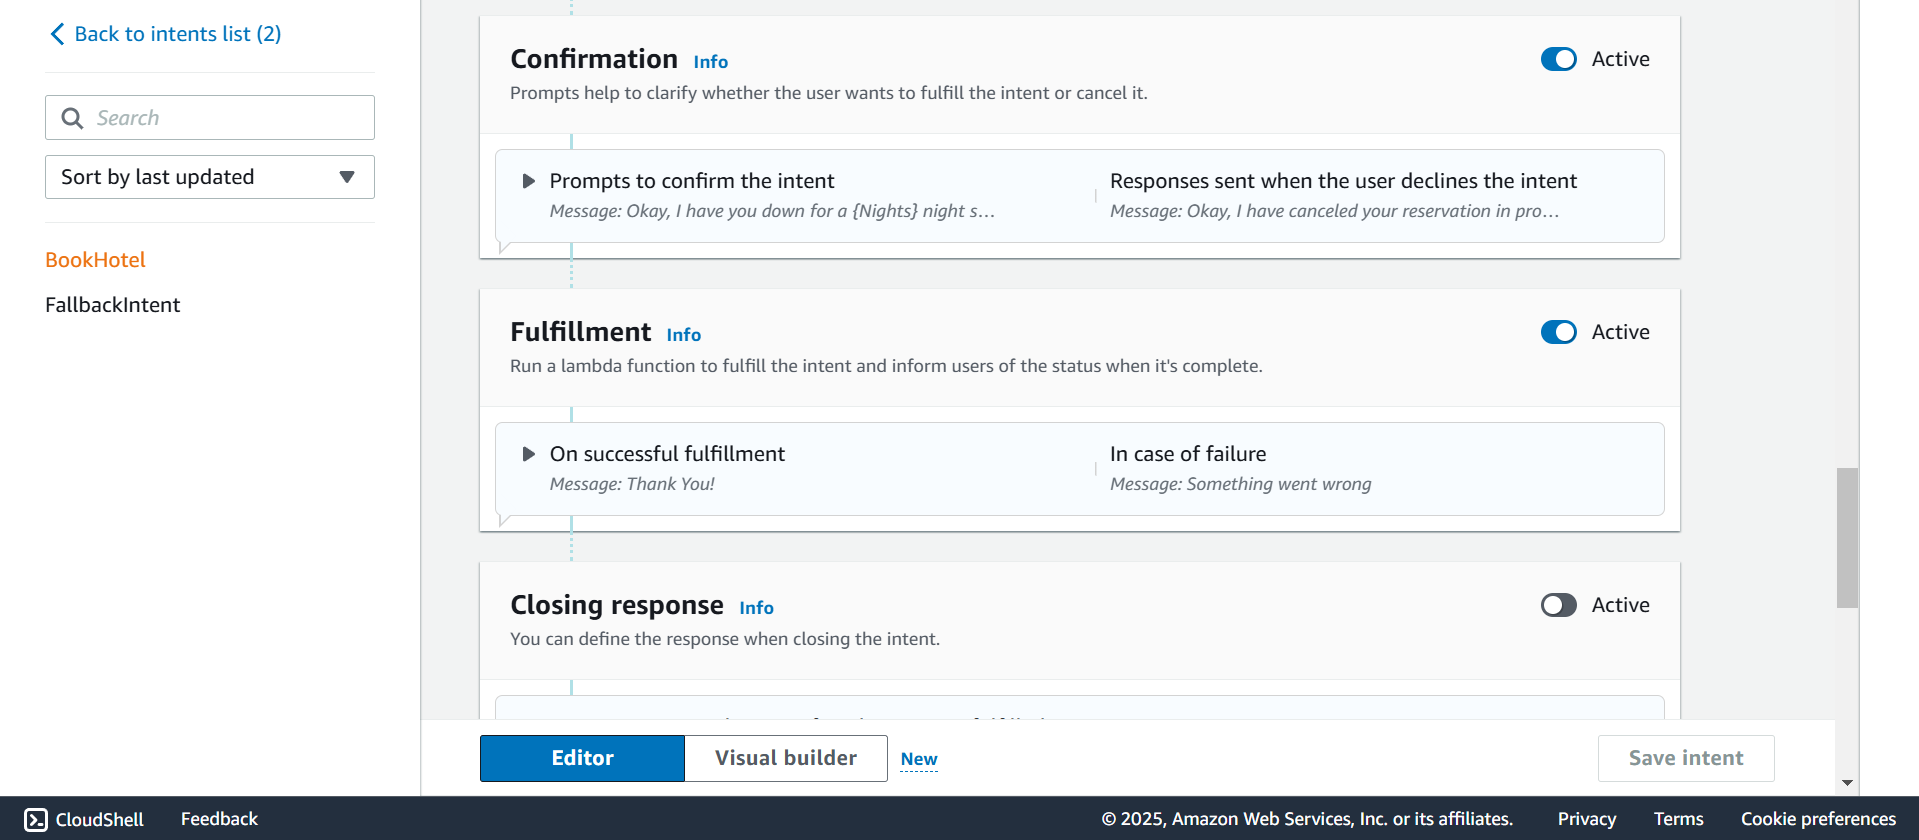 Back to intents list (2)
Search
Sort by last updated
BookHotel
FallbackIntent
Confirmation Info
Active
Prompts help to clarify whether the user wants to fulfill the intent or cancel it.
Prompts to confirm the intent
Message: Okay, I have you down for a {Nights} night s...
Responses sent when the user declines the intent
Message: Okay, I have canceled your reservation in pro...
Fulfillment Info
Active
Run a lambda function to fulfill the intent and inform users of the status when it's complete.
On successful fulfillment
Message: Thank You!
In case of failure
Message: Something went wrong
Closing response Info
Active
You can define the response when closing the intent.
Editor
Visual builder
New
Save intent
CloudShell
Feedback
© 2025, Amazon Web Services, Inc. or its affiliates.
Privacy
Terms
Cookie preferences